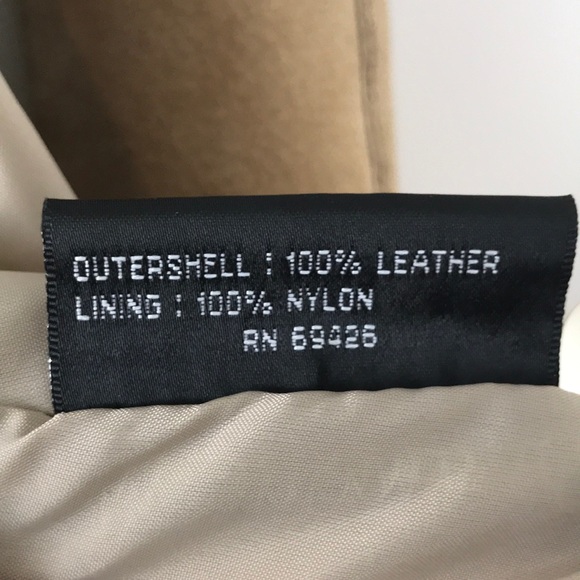 OUTERSHELL : 100% LEATHER
LINING : 100% NYLON
RN 69426